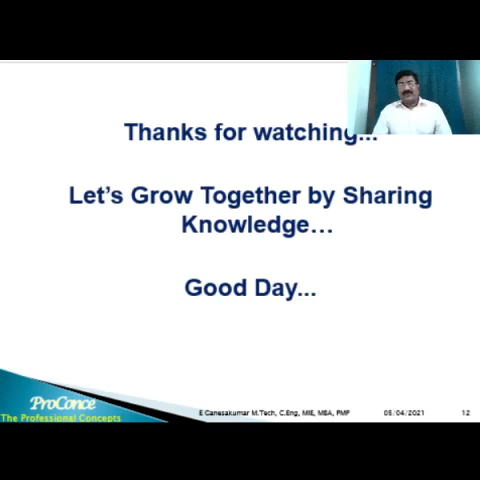 Thanks for watching...
Let’s Grow Together by Sharing
Knowledge…
Good Day...
ProConce
The Professional Concepts
E Canesakumar M.Tech, C.Eng, MIE, MBA, PMP
05/04/2021
12